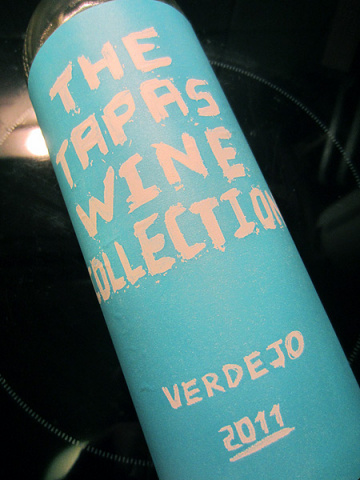 THE
TAPAS
WINE
COLLECTION
VERDEJO
2011